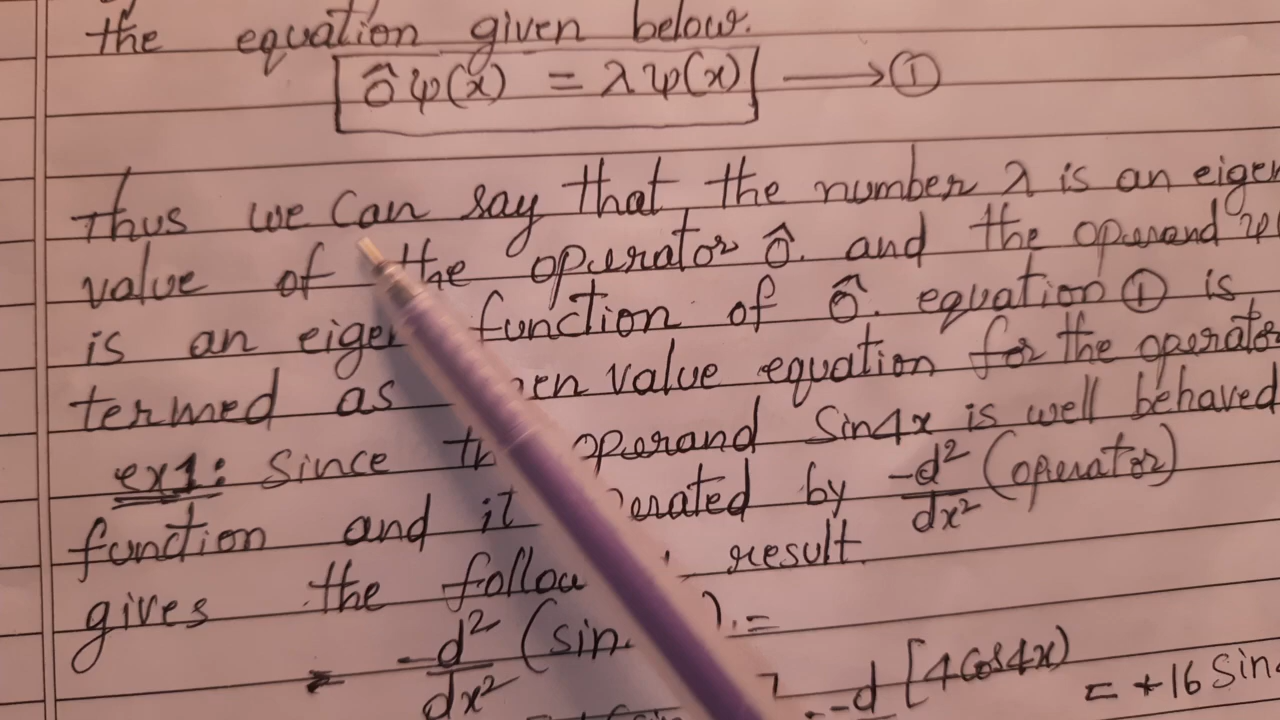 the equation given below.
ô ψ(x) = λ ψ(x) ⟶ ①
Thus we can say that, the number λ is an eigen
value of the operator ô. and the operand ψ
is an eigen function of ô. equation ① is
termed as value equation for the operator
ex1: Since operand Sin4x is well behaved
function and it by -d²/dx² (operator)
gives the result.
= -d²/dx² (sin ) . =
-d [4Cos4x) = +16 Sin